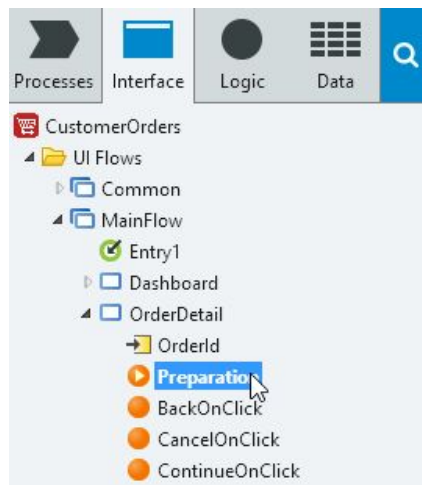 Processes Interface Logic Data
CustomerOrders
UI Flows
Common
MainFlow
Entry1
Dashboard
OrderDetail
OrderId
Preparation
BackOnClick
CancelOnClick
ContinueOnClick